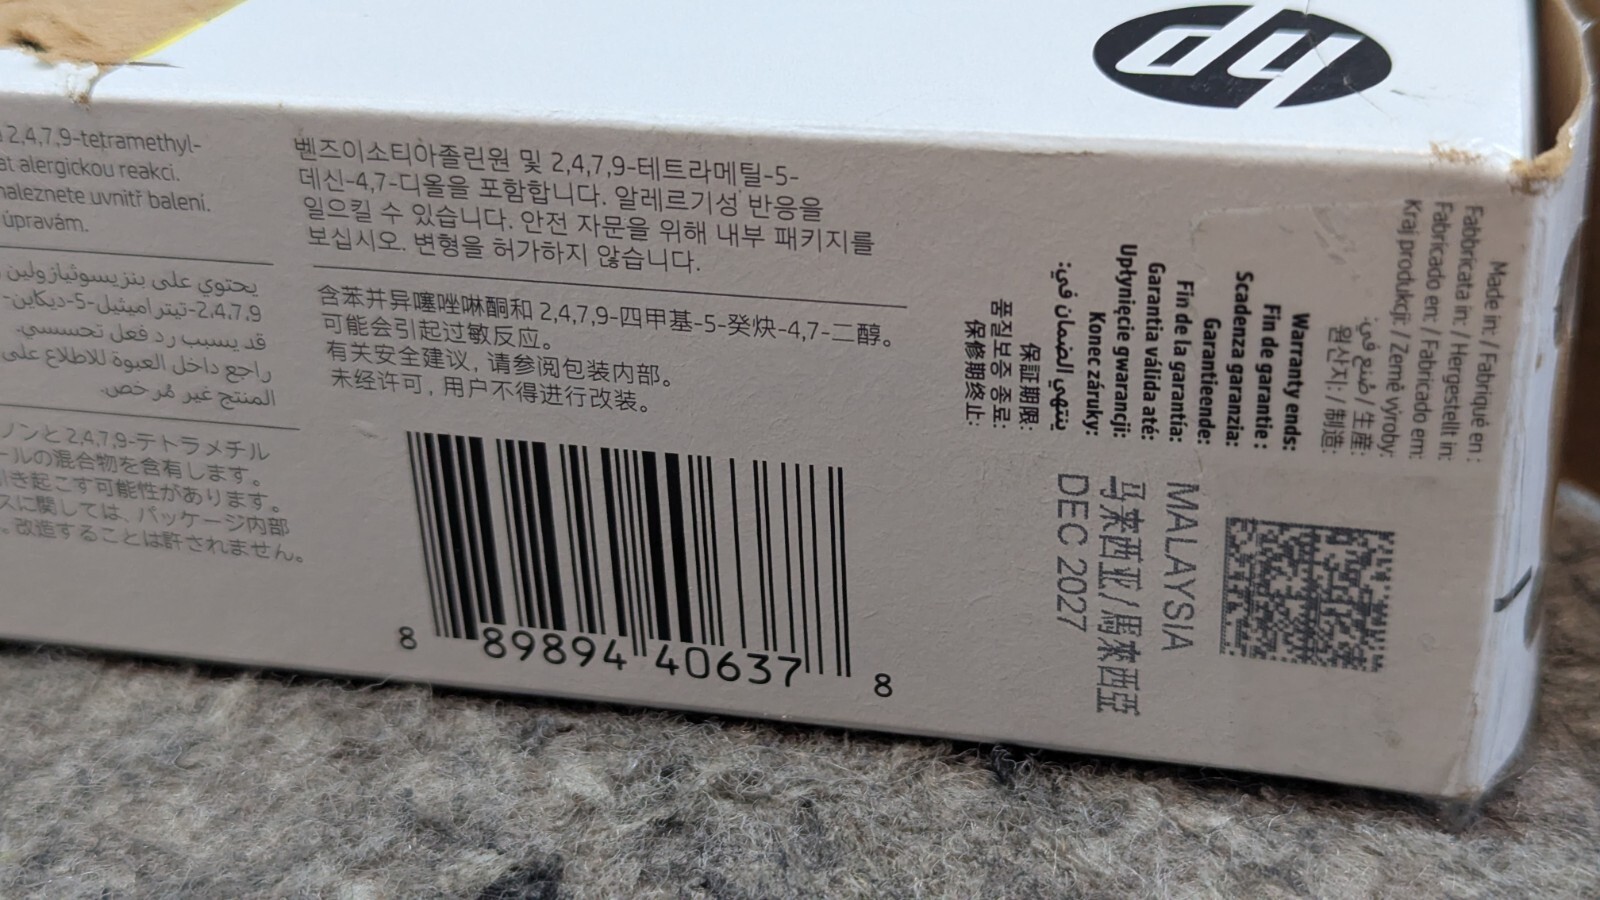 hp
2,4,7,9-tetramethyl-
at alergickou reakci.
naleznete uvnitř balení.
úpravám.
يحتوي على بنزيسوثيازولين
2,4,7,9-تيتراميثيل-5-ديكاين-
قد يسبب رد فعل تحسسي.
راجع داخل العبوة للاطلاع على
المنتج غير مُرخص.
ノンと 2,4,7,9-テトラメチル
ールの混合物を含有します。
引き起こす可能性があります。
スに関しては、パッケージ内部
。改造することは許されません。
벤즈이소티아졸린원 및 2,4,7,9-테트라메틸-5-
데신-4,7-디올을 포함합니다. 알레르기성 반응을
일으킬 수 있습니다. 안전 자문을 위해 내부 패키지를
보십시오. 변형을 허가하지 않습니다.
含苯并异噻唑啉酮和 2,4,7,9-四甲基-5-癸炔-4,7-二醇。
可能会引起过敏反应。
有关安全建议, 请参阅包装内部。
未经许可, 用户不得进行改装。
8 89894 40637 8
Made in: / Fabriqué en :
Fabbricata in: / Hergestellt in:
Fabricado en: / Fabricado em:
Kraj produkcji: / Země výroby:
صُنع في: / 生産:
원산지: / 制造:
Warranty ends:
Fin de garantie :
Scadenza garanzia:
Garantieende:
Fin de la garantía:
Garantia válida até:
Upłynięcie gwarancji:
Konec záruky:
ينتهي الضمان في:
保証期限:
품질보증 종료:
保修期终止:
MALAYSIA
马来西亚/馬來西亞
DEC 2027